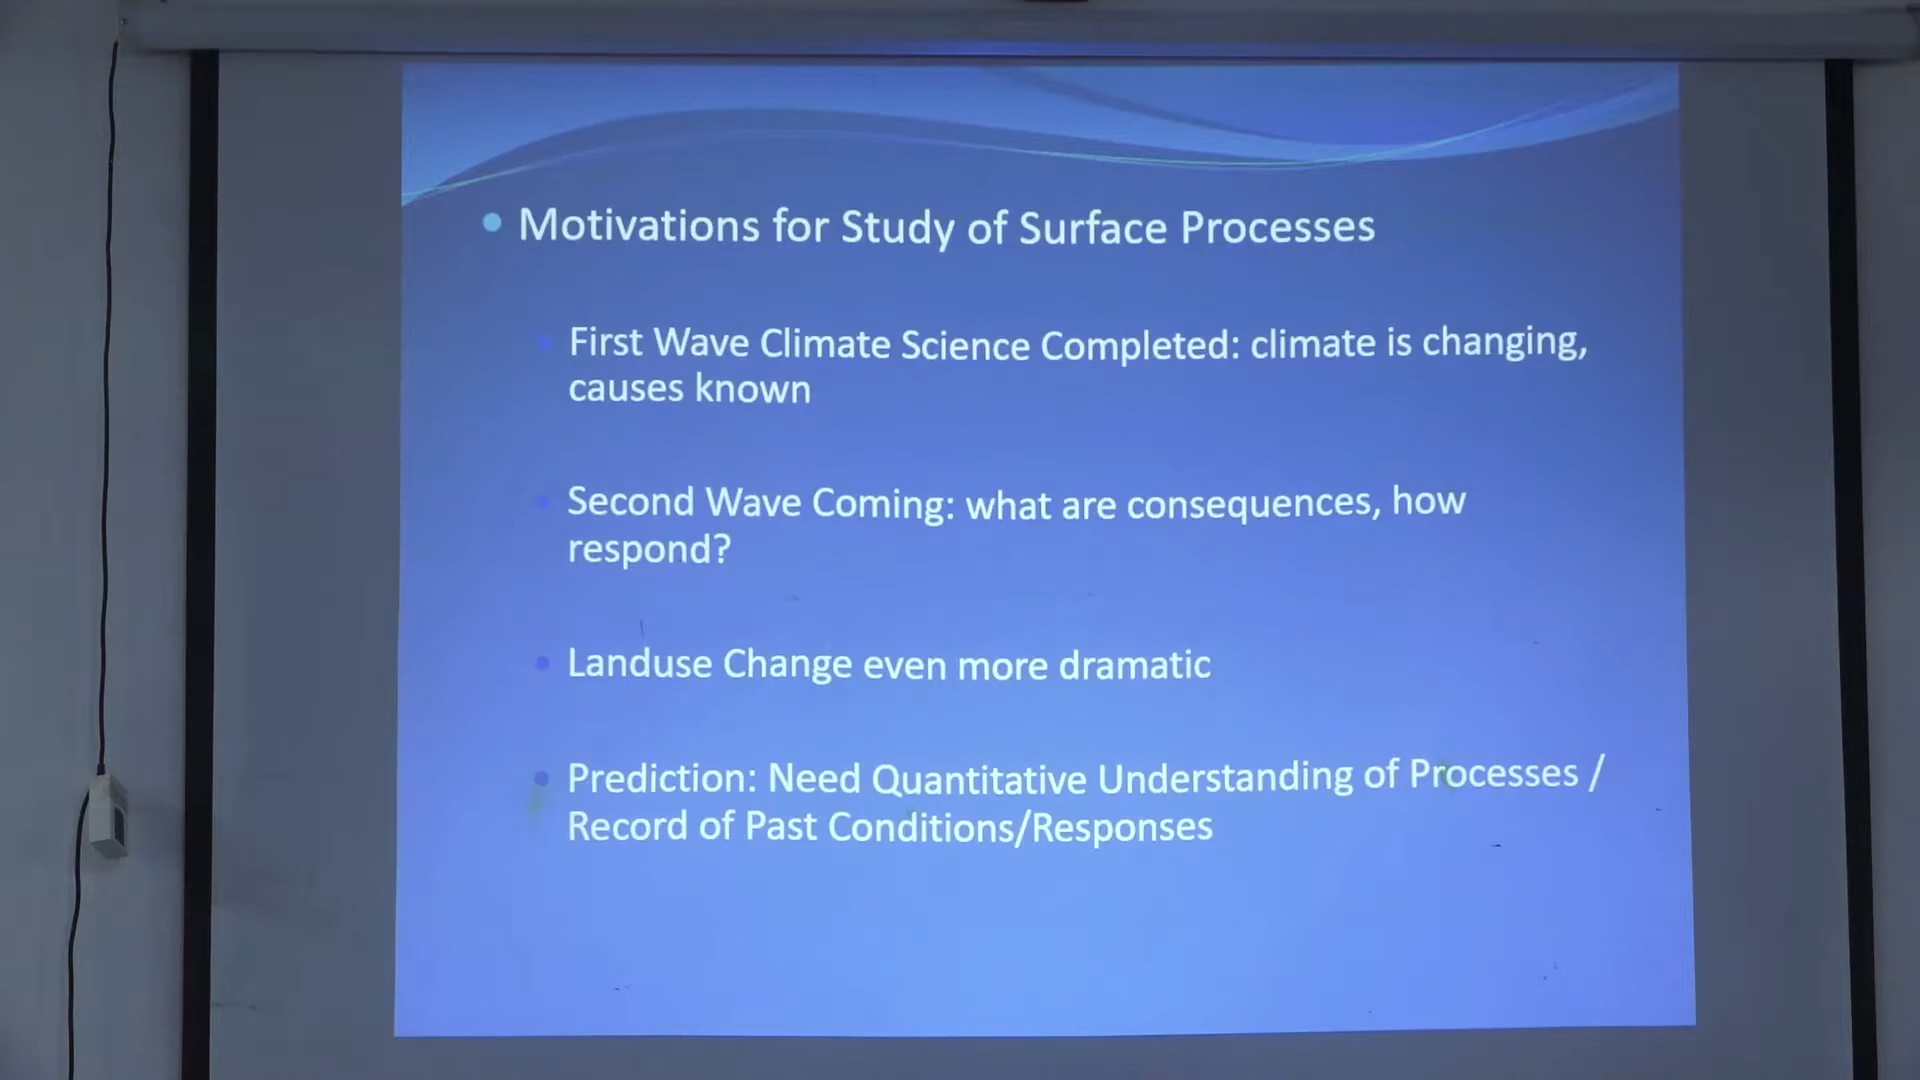 Motivations for Study of Surface Processes
First Wave Climate Science Completed: climate is changing,
causes known
Second Wave Coming: what are consequences, how
respond?
Landuse Change even more dramatic
Prediction: Need Quantitative Understanding of Processes /
Record of Past Conditions/Responses